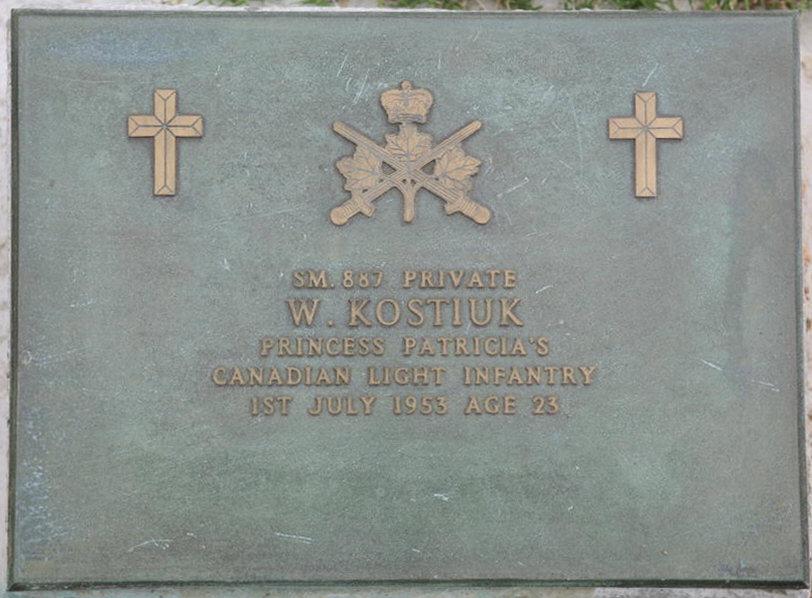 SM. 887 PRIVATE
W. KOSTIUK
PRINCESS PATRICIA'S
CANADIAN LIGHT INFANTRY
1ST JULY 1953 AGE 23